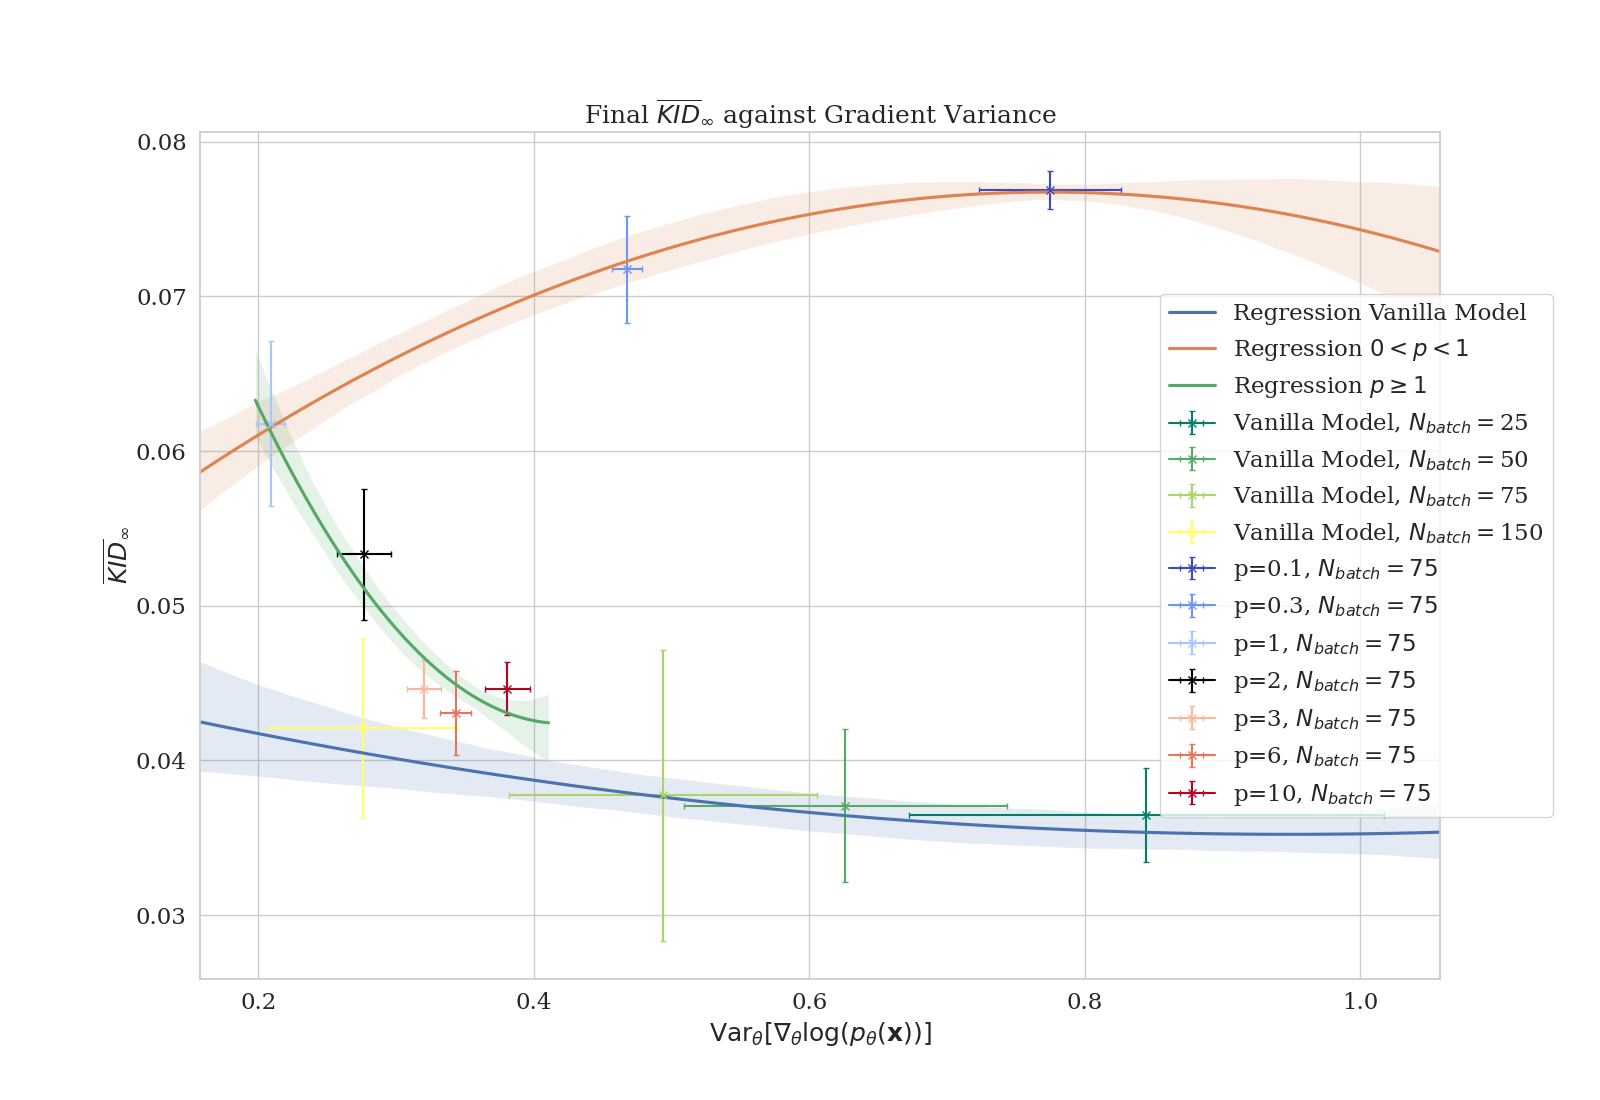 Final $\overline{KID}_\infty$ against Gradient Variance
0.08
0.07
0.06
0.05
0.04
0.03
$\overline{KID}_\infty$
0.2 0.4 0.6 0.8 1.0
Var$_\theta$[∇$_\theta$log($p_\theta$(**x**))]
Regression Vanilla Model
Regression $0 < p < 1$
Regression $p \geq 1$
Vanilla Model, $N_{batch} = 25$
Vanilla Model, $N_{batch} = 50$
Vanilla Model, $N_{batch} = 75$
Vanilla Model, $N_{batch} = 150$
p=0.1, $N_{batch} = 75$
p=0.3, $N_{batch} = 75$
p=1, $N_{batch} = 75$
p=2, $N_{batch} = 75$
p=3, $N_{batch} = 75$
p=6, $N_{batch} = 75$
p=10, $N_{batch} = 75$